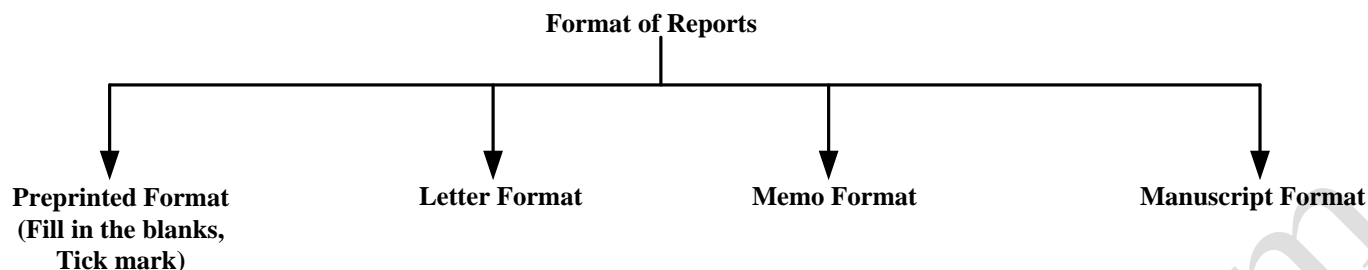 Format of Reports
Preprinted Format
(Fill in the blanks,
Tick mark)
Letter Format
Memo Format
Manuscript Format